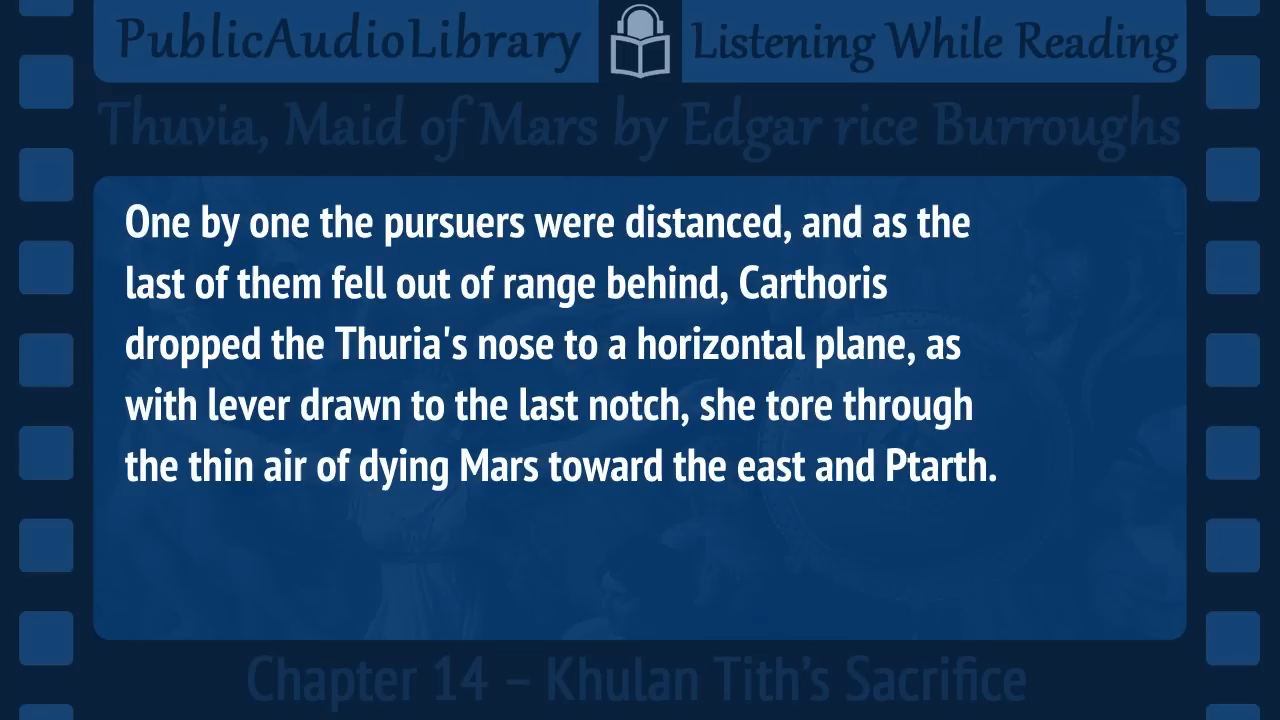 PublicAudioLibrary Listening While Reading
Thuvia, Maid of Mars by Edgar rice Burroughs
One by one the pursuers were distanced, and as the
last of them fell out of range behind, Carthoris
dropped the Thuria's nose to a horizontal plane, as
with lever drawn to the last notch, she tore through
the thin air of dying Mars toward the east and Ptarth.
Chapter 14 – Khulan Tith’s Sacrifice